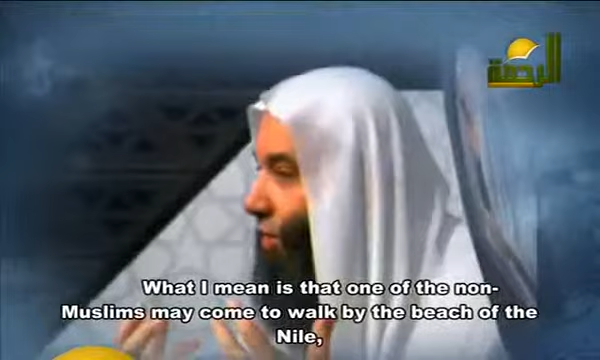 الرحمة
What I mean is that one of the non-
Muslims may come to walk by the beach of the
Nile,